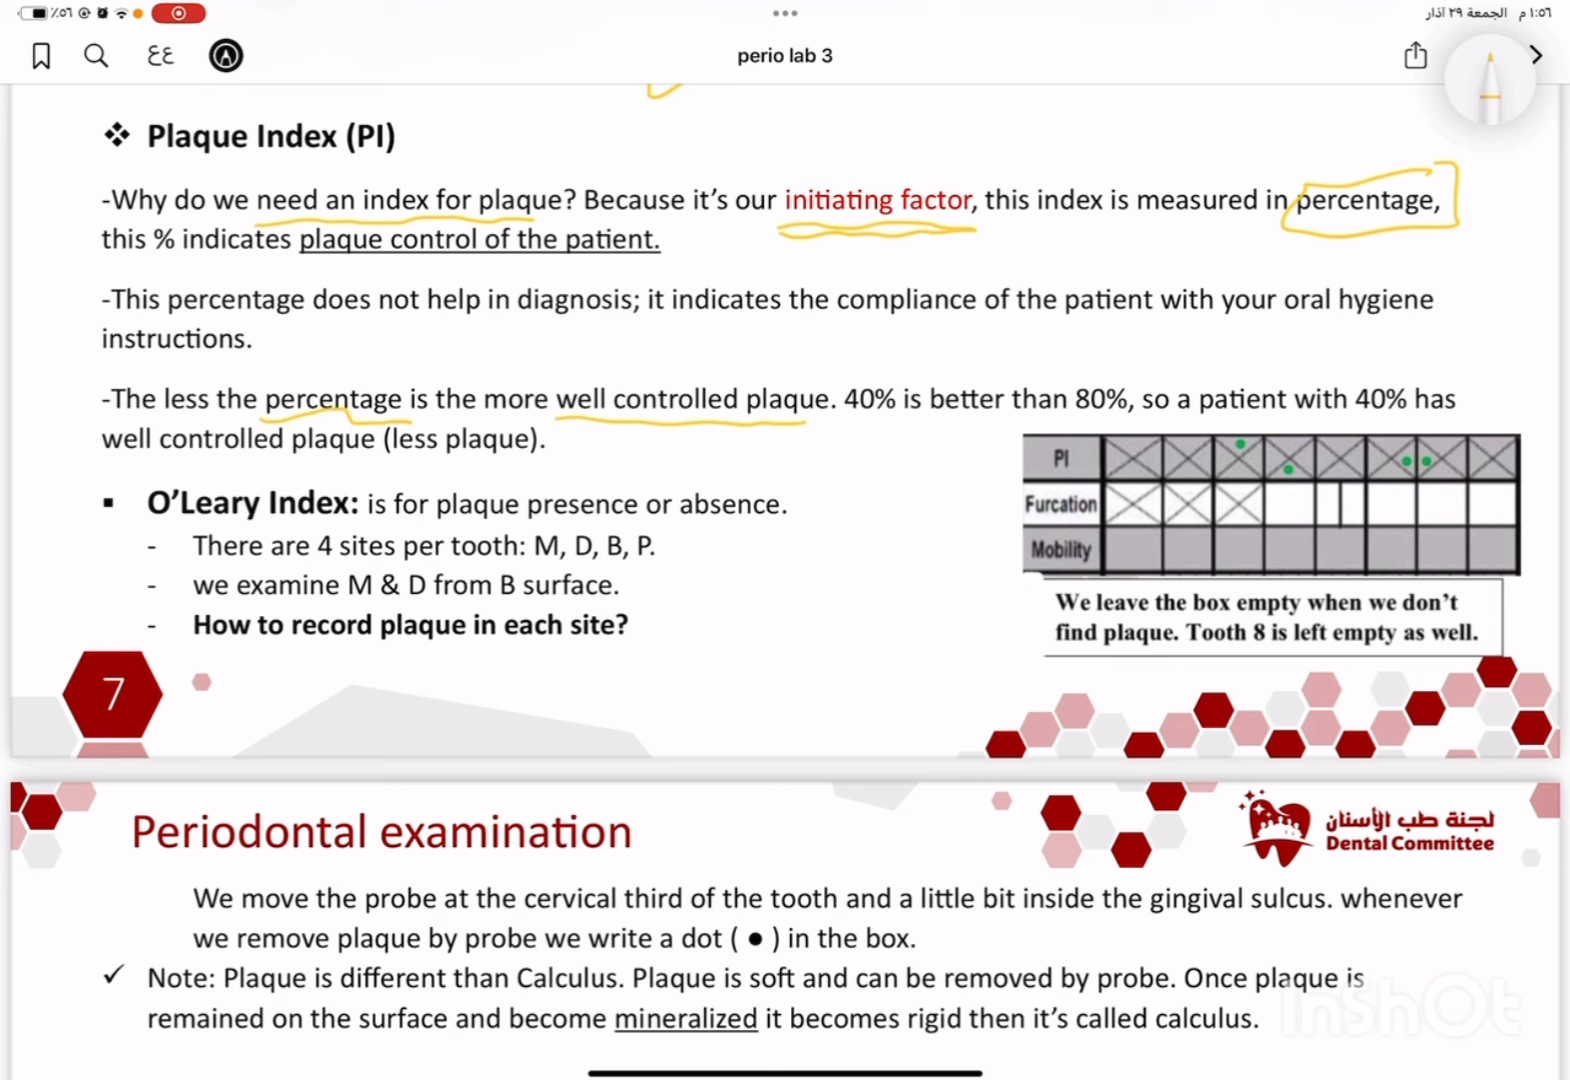 ٪٥٦
١:٥٦ م الجمعة ٢٩ آذار
عع
perio lab 3
❖ Plaque Index (PI)
-Why do we need an index for plaque? Because it’s our initiating factor, this index is measured in percentage,
this % indicates plaque control of the patient.
-This percentage does not help in diagnosis; it indicates the compliance of the patient with your oral hygiene
instructions.
-The less the percentage is the more well controlled plaque. 40% is better than 80%, so a patient with 40% has
well controlled plaque (less plaque).
▪ O’Leary Index: is for plaque presence or absence.
- There are 4 sites per tooth: M, D, B, P.
- we examine M & D from B surface.
- How to record plaque in each site?
PI
Furcation
Mobility
We leave the box empty when we don’t
find plaque. Tooth 8 is left empty as well.
7
Periodontal examination
لجنة طب الأسنان
Dental Committee
We move the probe at the cervical third of the tooth and a little bit inside the gingival sulcus. whenever
we remove plaque by probe we write a dot ( ● ) in the box.
✓ Note: Plaque is different than Calculus. Plaque is soft and can be removed by probe. Once plaque is
remained on the surface and become mineralized it becomes rigid then it’s called calculus.
InShOt